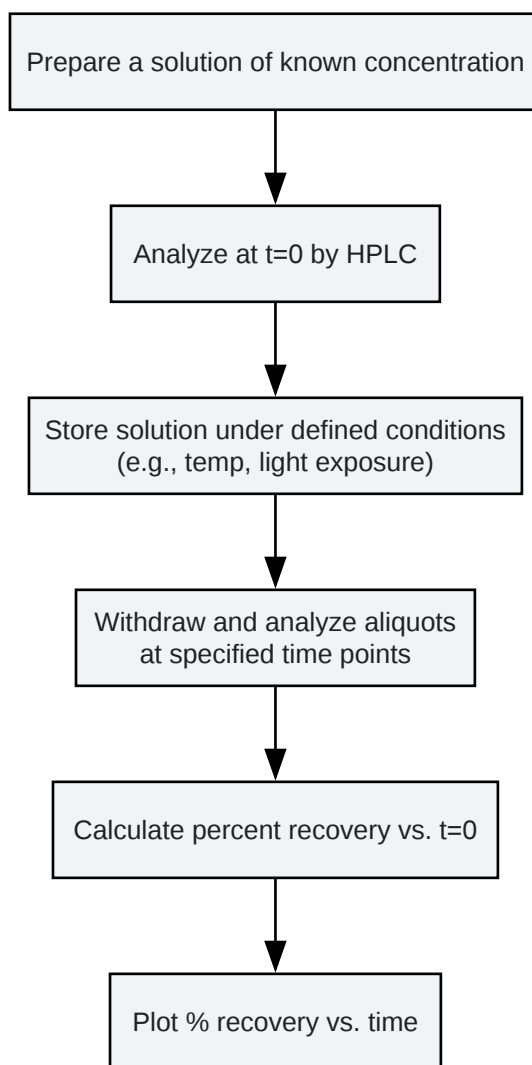 Prepare a solution of known concentration
Analyze at t=0 by HPLC
Store solution under defined conditions
(e.g., temp, light exposure)
Withdraw and analyze aliquots
at specified time points
Calculate percent recovery vs. t=0
Plot % recovery vs. time